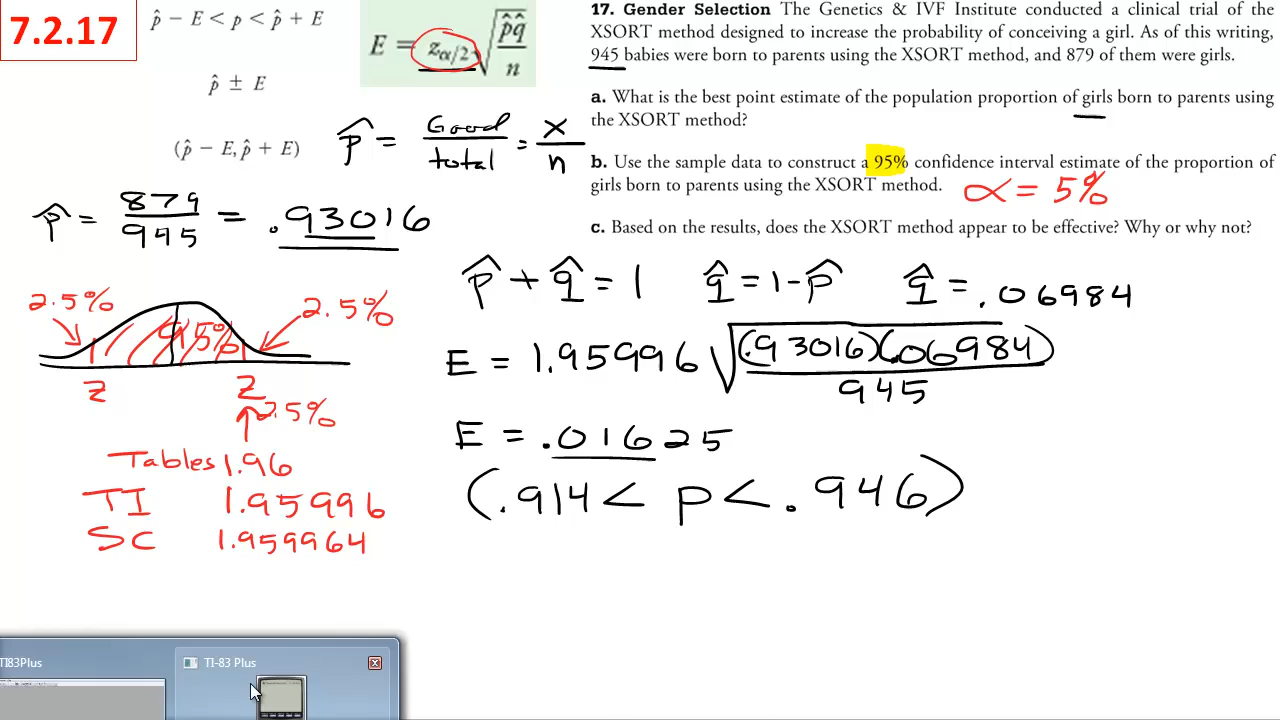 7.2.17
p̂ − E < p < p̂ + E
p̂ ± E
(p̂ − E, p̂ + E)
E = zα/2 √(p̂q̂/n)
17. Gender Selection The Genetics & IVF Institute conducted a clinical trial of the
XSORT method designed to increase the probability of conceiving a girl. As of this writing,
945 babies were born to parents using the XSORT method, and 879 of them were girls.
a. What is the best point estimate of the population proportion of girls born to parents using
the XSORT method?
b. Use the sample data to construct a 95% confidence interval estimate of the proportion of
girls born to parents using the XSORT method.
α = 5%
c. Based on the results, does the XSORT method appear to be effective? Why or why not?
p̂ = Good/total = x/n
p̂ = 879/945 = .93016
2.5% 95% 2.5%
Z Z
2.5%
Tables 1.96
TI 1.95996
SC 1.959964
p̂ + q̂ = 1 q̂ = 1 - p̂ q̂ = .06984
E = 1.95996 √((.93016)(.06984)/945)
E = .01625
(.914 < p < .946)
TI83Plus
TI-83 Plus